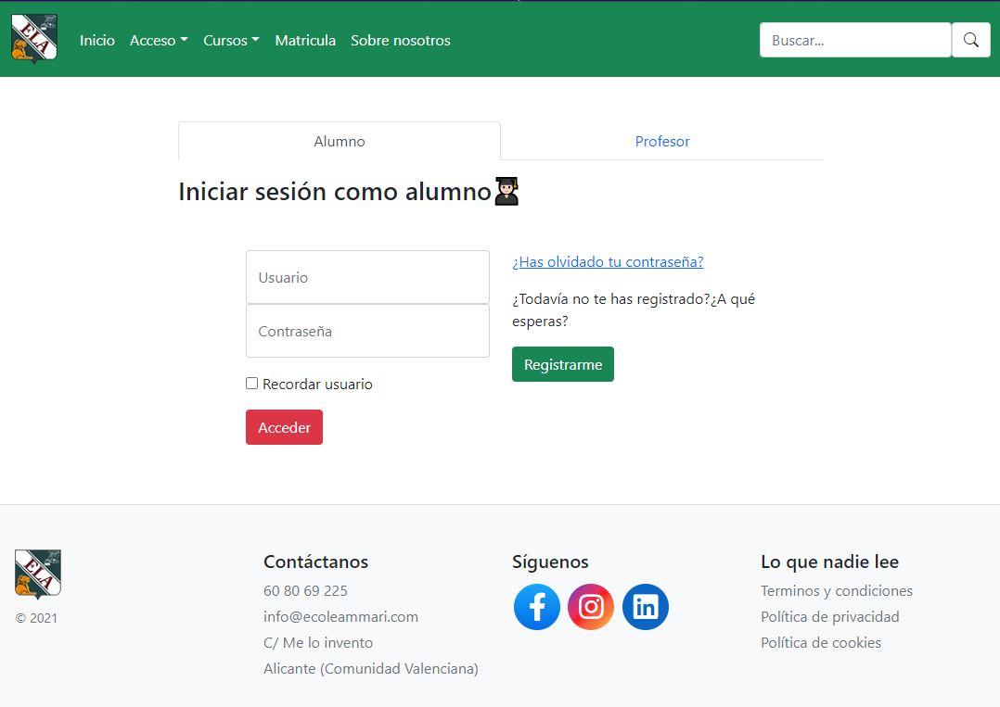 ELA
Inicio Acceso Cursos Matricula Sobre nosotros Buscar...
Alumno Profesor
Iniciar sesión como alumno
Usuario
Contraseña
Recordar usuario
Acceder
¿Has olvidado tu contraseña?
¿Todavía no te has registrado?¿A qué
esperas?
Registrarme
ELA
© 2021
Contáctanos
60 80 69 225
info@ecoleammari.com
C/ Me lo invento
Alicante (Comunidad Valenciana)
Síguenos
Lo que nadie lee
Terminos y condiciones
Política de privacidad
Política de cookies